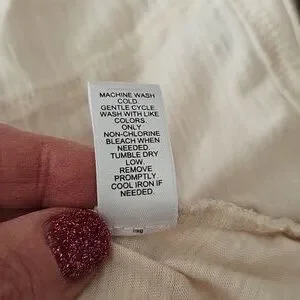 MACHINE WASH
COLD.
GENTLE CYCLE.
WASH WITH LIKE
COLORS.
ONLY
NON-CHLORINE
BLEACH WHEN
NEEDED.
TUMBLE DRY
LOW.
REMOVE
PROMPTLY.
COOL IRON IF
NEEDED.